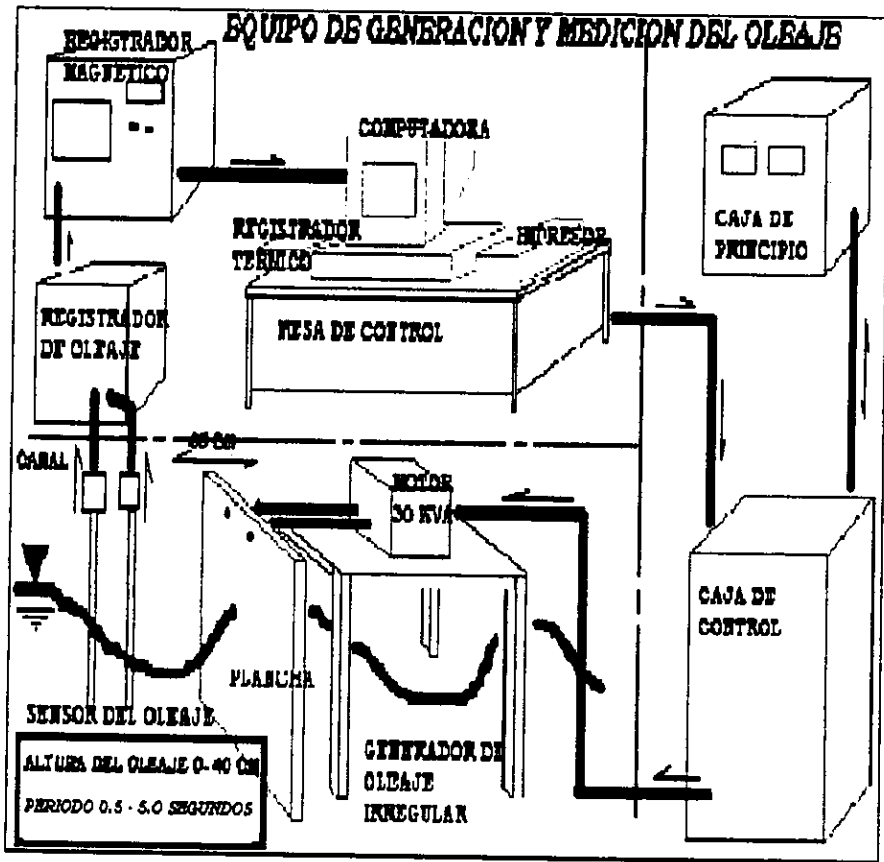 EQUIPO DE GENERACION Y MEDICION DEL OLEAJE
REGISTRADOR
MAGNETICO
COMPUTADORA
CAJA DE
PRINCIPIO
REGISTRADOR
TERMICO
REGISTRADOR
DE OLEAJE
MESA DE CONTROL
CANAL
MOTOR
30 KVA
CAJA DE
CONTROL
PLANCHA
SENSOR DEL OLEAJE
GENERADOR DE
OLEAJE
IRREGULAR
ALTURA DEL OLEAJE 0-40 CM
PERIODO 0.5 - 5.0 SEGUNDOS